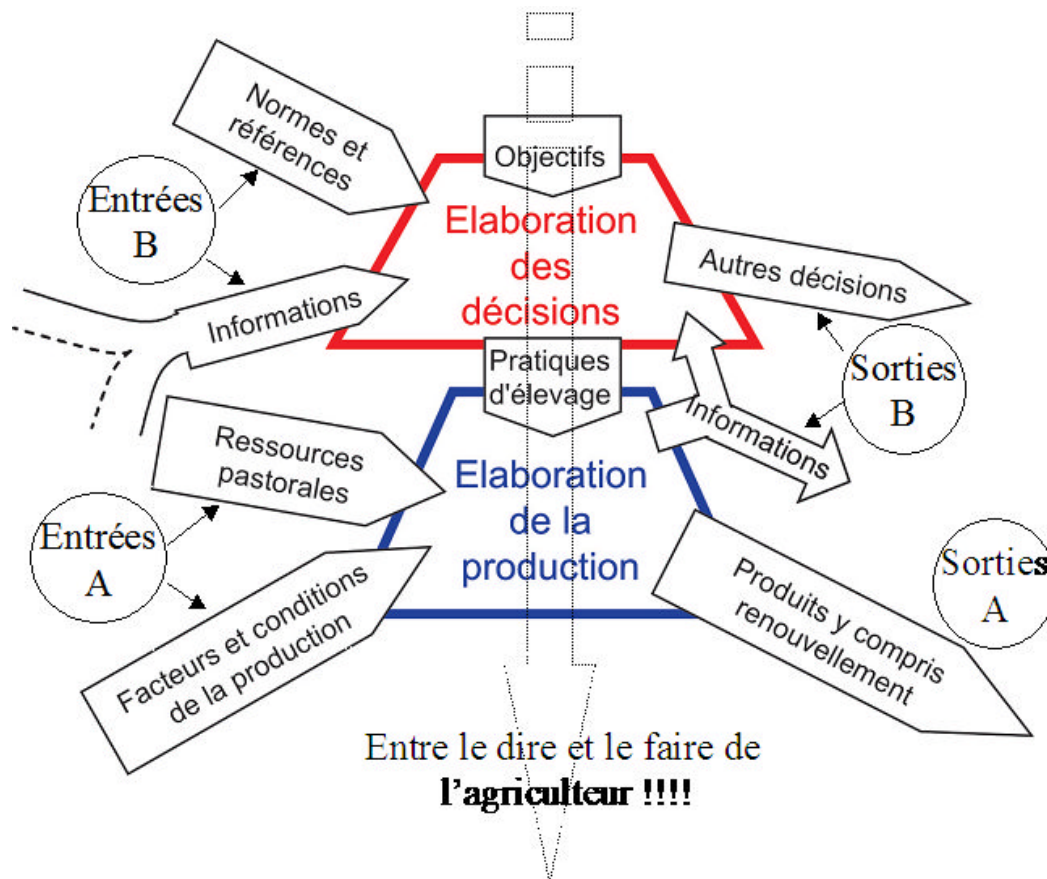 Normes et
références
Objectifs
Entrées
B
Elaboration
des
décisions
Autres décisions
Informations
Pratiques
d'élevage
Sorties
B
Informations
Ressources
pastorales
Elaboration
de la
production
Entrées
A
Sorties
A
Facteurs et conditions
de la production
Produits y compris
renouvellement
Entre le dire et le faire de
l'agriculteur !!!!